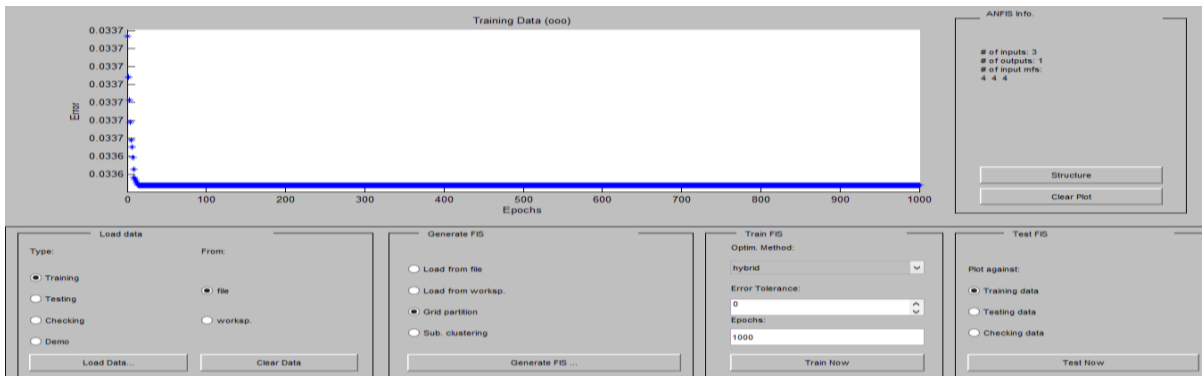 Training Data (ooo)
0.0337
0.0337
0.0337
0.0337
0.0337
0.0337
0.0337
0.0336
0.0336
Error
0 100 200 300 400 500 600 700 800 900 1000
Epochs
ANFIS Info.
# of inputs: 3
# of outputs: 1
# of input mfs:
4 4 4
Structure
Clear Plot
Load data
Type:
From:
Training
Testing
Checking
Demo
file
worksp.
Load Data...
Clear Data
Generate FIS
Load from file
Load from worksp.
Grid partition
Sub. clustering
Generate FIS ...
Train FIS
Optim. Method:
hybrid
Error Tolerance:
0
Epochs:
1000
Train Now
Test FIS
Plot against:
Training data
Testing data
Checking data
Test Now